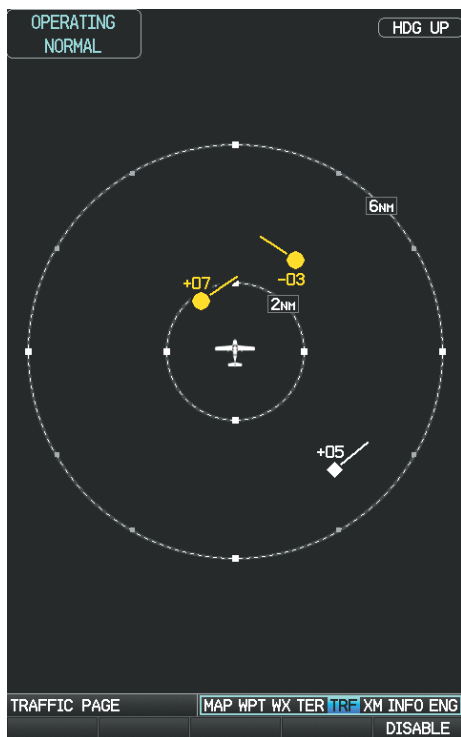 OPERATING
NORMAL
HDG UP
6NM
-03
+07
2NM
+05
TRAFFIC PAGE
MAP WPT WX TER TRF XM INFO ENG
DISABLE